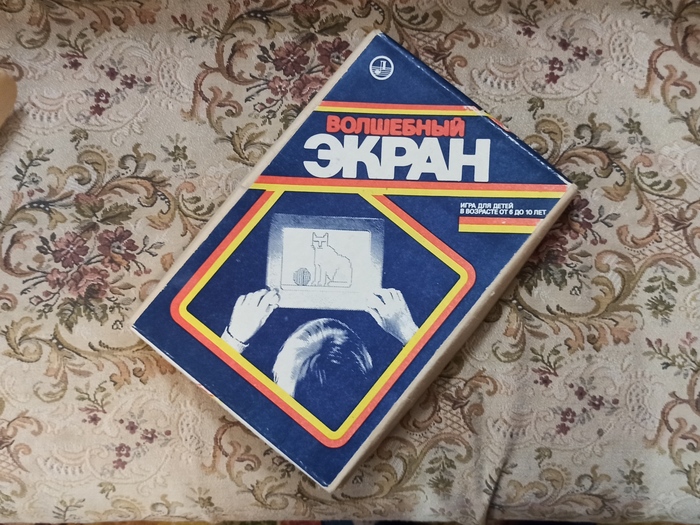 ВОЛШЕБНЫЙ
ЭКРАН
ИГРА ДЛЯ ДЕТЕЙ
В ВОЗРАСТЕ ОТ 6 ДО 10 ЛЕТ